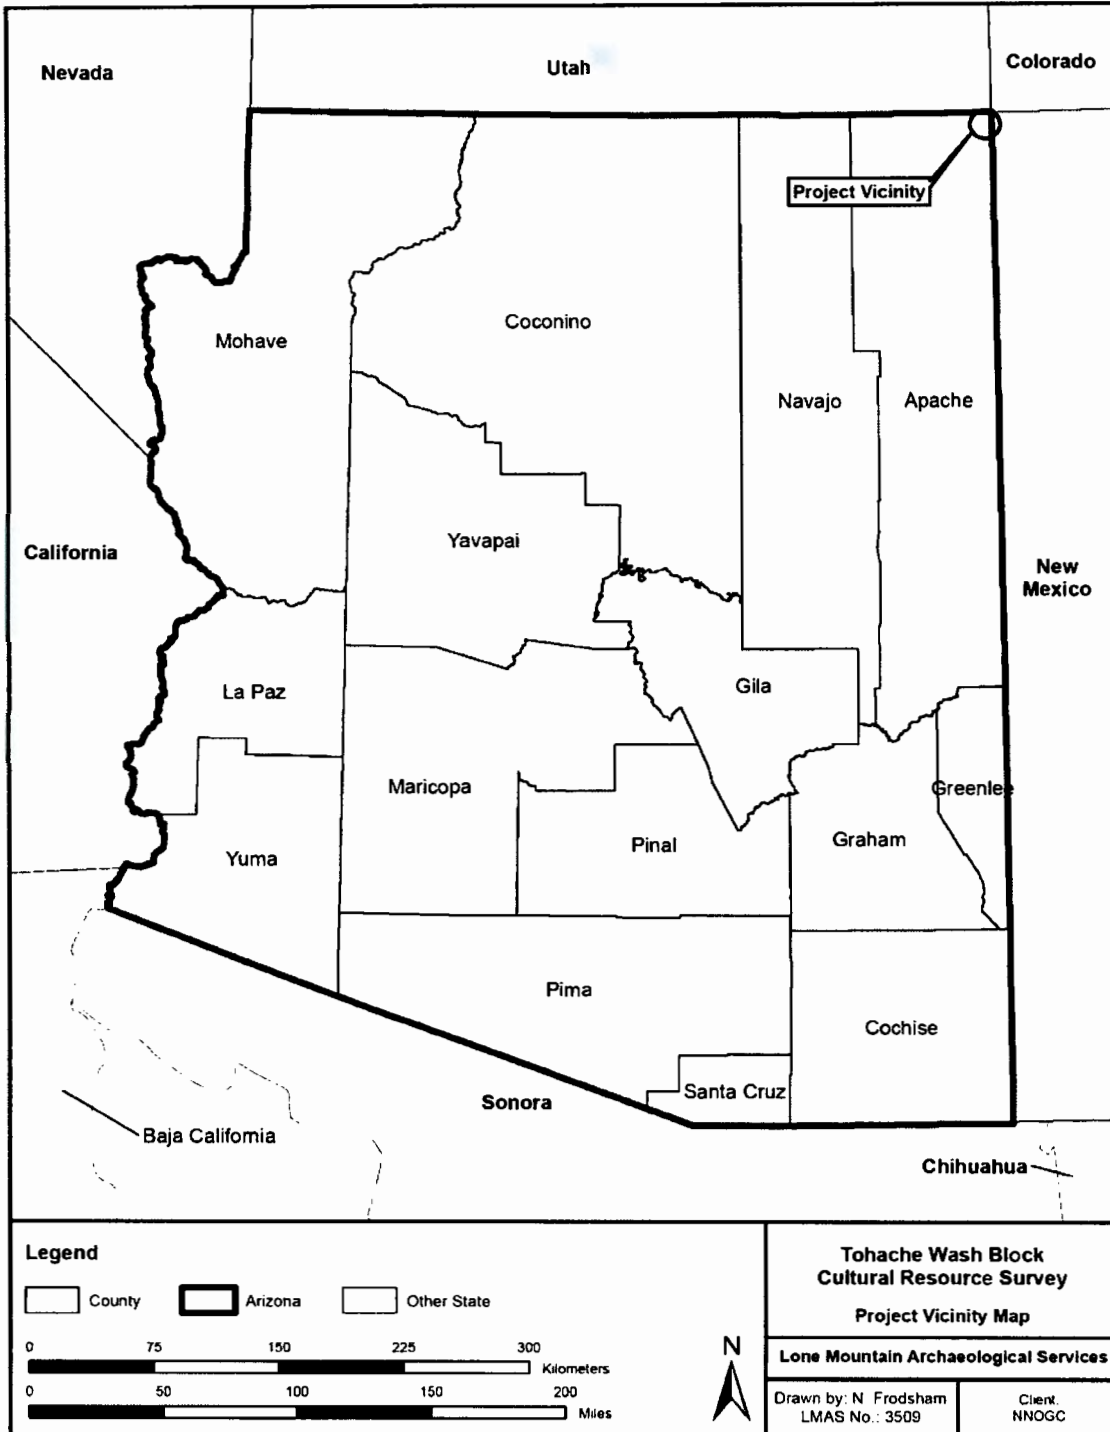 Nevada
Utah
Colorado
Project Vicinity
Mohave
Coconino
Navajo
Apache
California
Yavapai
New
Mexico
La Paz
Gila
Maricopa
Greenlee
Yuma
Pinal
Graham
Pima
Cochise
Santa Cruz
Sonora
Baja California
Chihuahua
Legend
County
Arizona
Other State
0 75 150 225 300
Kilometers
0 50 100 150 200
Miles
N
Tohache Wash Block
Cultural Resource Survey
Project Vicinity Map
Lone Mountain Archaeological Services
Drawn by: N Frodsham
LMAS No.: 3509
Client.
NNOGC